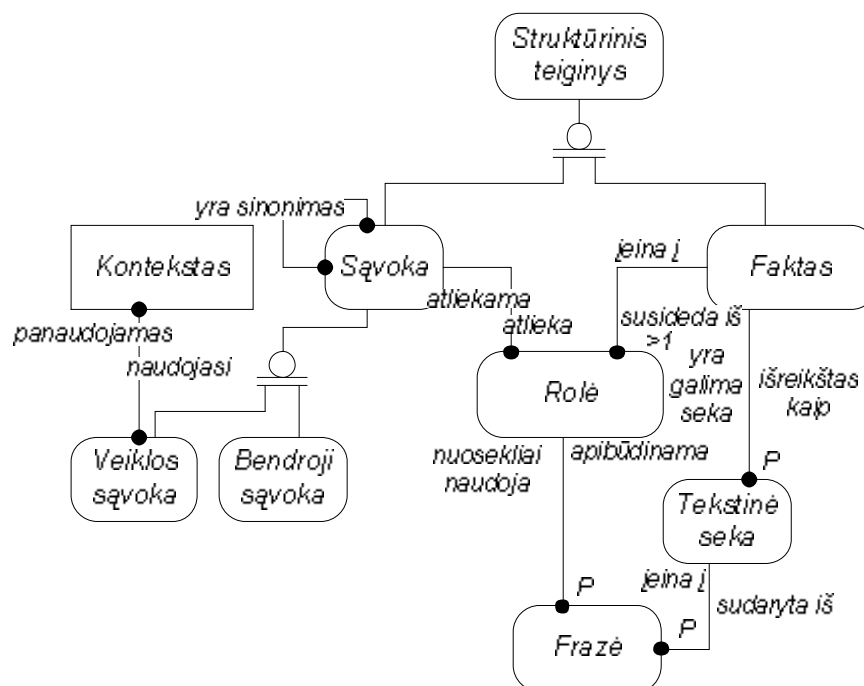 Struktūrinis
teiginys
yra sinonimas
Kontekstas
Sąvoka
įeina į
Faktas
panaudojamas
atliekama
atlieka
susideda iš
>1
naudojasi
yra
galima
seka
išreikštas
kaip
Rolė
Veiklos
sąvoka
Bendroji
sąvoka
nuosekliai
naudoja
apibūdinama
P
Tekstinė
seka
įeina į
sudaryta iš
P
P
Frazė